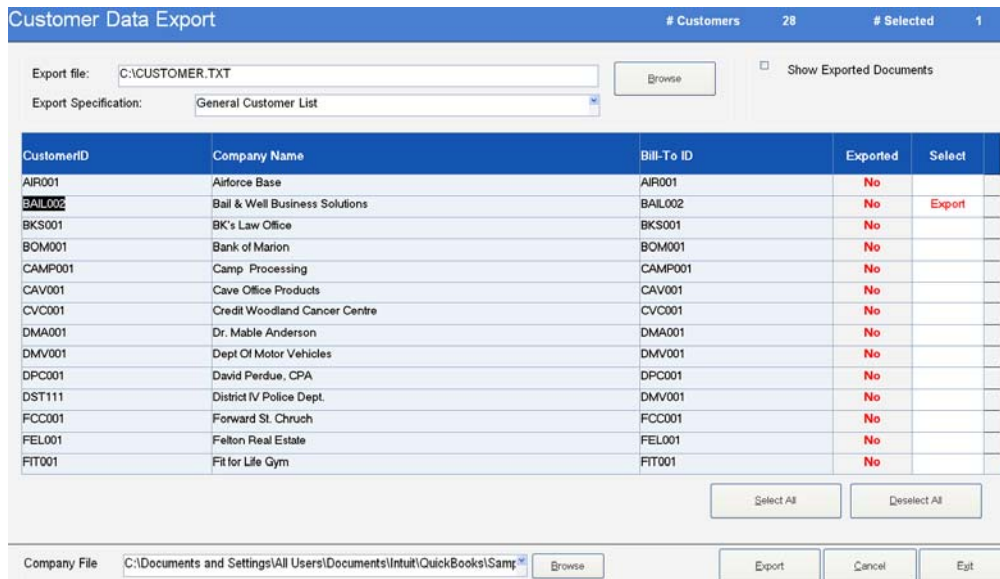 Customer Data Export # Customers 28 # Selected 1
Export file: C:\CUSTOMER.TXT Browse Show Exported Documents
Export Specification: General Customer List
CustomerID Company Name Bill-To ID Exported Select
AIR001 Airforce Base AIR001 No
BAIL002 Bail & Well Business Solutions BAIL002 No Export
BKS001 BK's Law Office BKS001 No
BOM001 Bank of Marion BOM001 No
CAMP001 Camp Processing CAMP001 No
CAV001 Cave Office Products CAV001 No
CVC001 Credit Woodland Cancer Centre CVC001 No
DMA001 Dr. Mable Anderson DMA001 No
DMV001 Dept Of Motor Vehicles DMV001 No
DPC001 David Perdue, CPA DPC001 No
DST111 District IV Police Dept. DMV001 No
FCC001 Forward St. Chruch FCC001 No
FEL001 Felton Real Estate FEL001 No
FIT001 Fit for Life Gym FIT001 No
Select All Deselect All
Company File C:\Documents and Settings\All Users\Documents\Intuit\QuickBooks\Samp Browse Export Cancel Exit